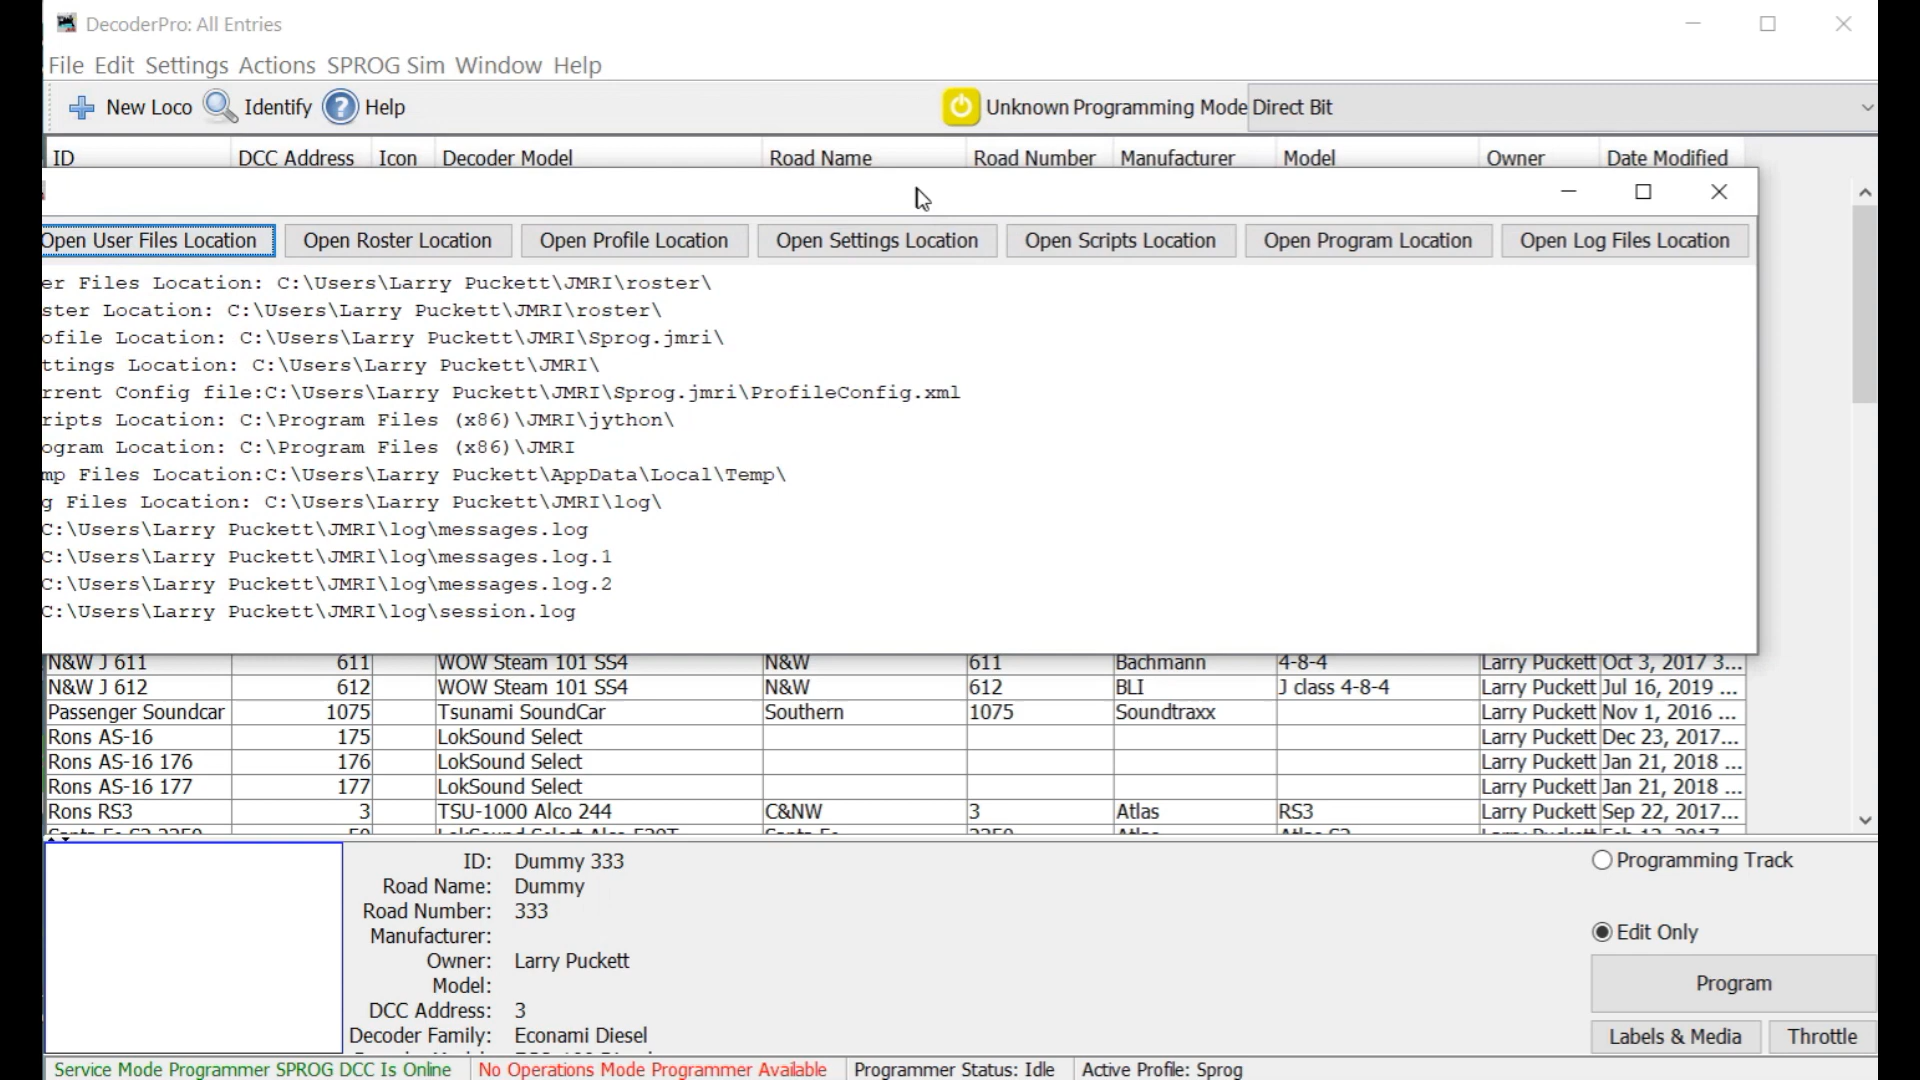 DecoderPro: All Entries
File Edit Settings Actions SPROG Sim Window Help
New Loco Identify Help Unknown Programming Mode Direct Bit
ID DCC Address Icon Decoder Model Road Name Road Number Manufacturer Model Owner Date Modified
Open User Files Location Open Roster Location Open Profile Location Open Settings Location Open Scripts Location Open Program Location Open Log Files Location
er Files Location: C:\Users\Larry Puckett\JMRI\roster\
ster Location: C:\Users\Larry Puckett\JMRI\roster\
ofile Location: C:\Users\Larry Puckett\JMRI\Sprog.jmri\
ttings Location: C:\Users\Larry Puckett\JMRI\
rrent Config file:C:\Users\Larry Puckett\JMRI\Sprog.jmri\ProfileConfig.xml
ripts Location: C:\Program Files (x86)\JMRI\jython\
ogram Location: C:\Program Files (x86)\JMRI
mp Files Location:C:\Users\Larry Puckett\AppData\Local\Temp\
g Files Location: C:\Users\Larry Puckett\JMRI\log\
C:\Users\Larry Puckett\JMRI\log\messages.log
C:\Users\Larry Puckett\JMRI\log\messages.log.1
C:\Users\Larry Puckett\JMRI\log\messages.log.2
C:\Users\Larry Puckett\JMRI\log\session.log
N&W J 611 611 WOW Steam 101 SS4 N&W 611 Bachmann 4-8-4 Larry Puckett Oct 3, 2017 3...
N&W J 612 612 WOW Steam 101 SS4 N&W 612 BLI J class 4-8-4 Larry Puckett Jul 16, 2019 ...
Passenger Soundcar 1075 Tsunami SoundCar Southern 1075 Soundtraxx Larry Puckett Nov 1, 2016 ...
Rons AS-16 175 LokSound Select Larry Puckett Dec 23, 2017...
Rons AS-16 176 176 LokSound Select Larry Puckett Jan 21, 2018 ...
Rons AS-16 177 177 LokSound Select Larry Puckett Jan 21, 2018 ...
Rons RS3 3 TSU-1000 Alco 244 C&NW 3 Atlas RS3 Larry Puckett Sep 22, 2017...
ID: Dummy 333
Road Name: Dummy
Road Number: 333
Manufacturer:
Owner: Larry Puckett
Model:
DCC Address: 3
Decoder Family: Econami Diesel
Programming Track
Edit Only
Program
Labels & Media Throttle
Service Mode Programmer SPROG DCC Is Online No Operations Mode Programmer Available Programmer Status: Idle Active Profile: Sprog